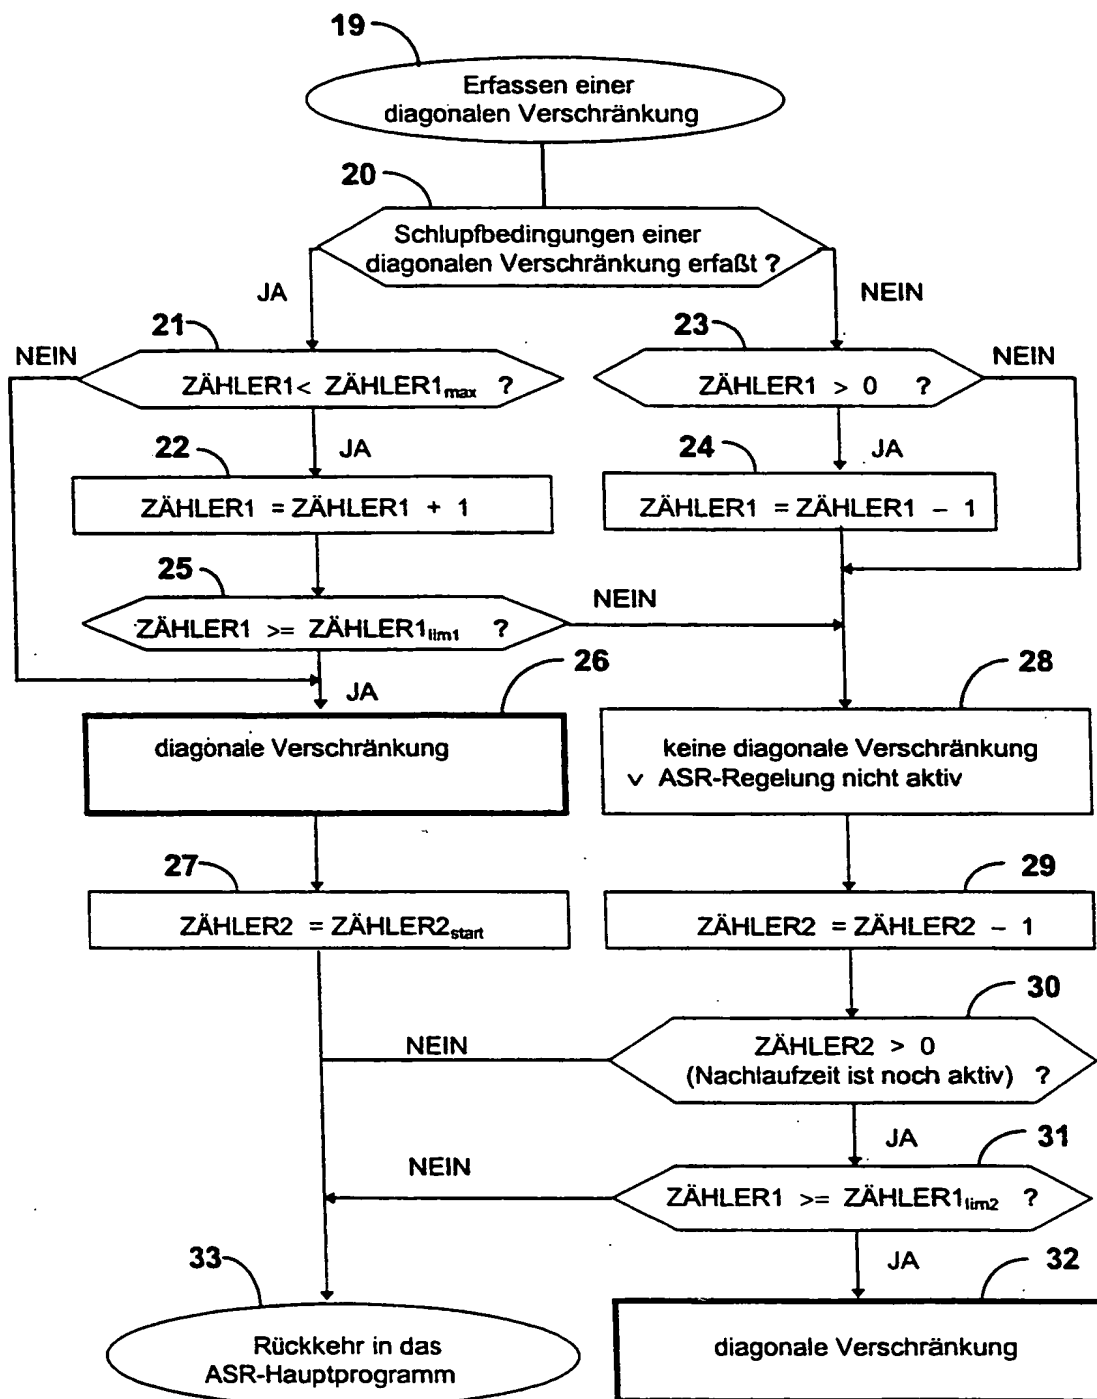 19
Erfassen einer
diagonalen Verschränkung
20
Schlupfbedingungen einer
diagonalen Verschränkung erfaßt ?
JA
NEIN
21
23
NEIN
NEIN
ZÄHLER1< ZÄHLER1max ?
ZÄHLER1 > 0 ?
22
JA
24
JA
ZÄHLER1 = ZÄHLER1 + 1
ZÄHLER1 = ZÄHLER1 – 1
25
NEIN
ZÄHLER1 >= ZÄHLER1lim1 ?
26
28
JA
diagonale Verschränkung
keine diagonale Verschränkung
v ASR-Regelung nicht aktiv
27
29
ZÄHLER2 = ZÄHLER2start
ZÄHLER2 = ZÄHLER2 – 1
30
NEIN
ZÄHLER2 > 0
(Nachlaufzeit ist noch aktiv) ?
JA
31
NEIN
ZÄHLER1 >= ZÄHLER1lim2 ?
33
JA
32
Rückkehr in das
ASR-Hauptprogramm
diagonale Verschränkung